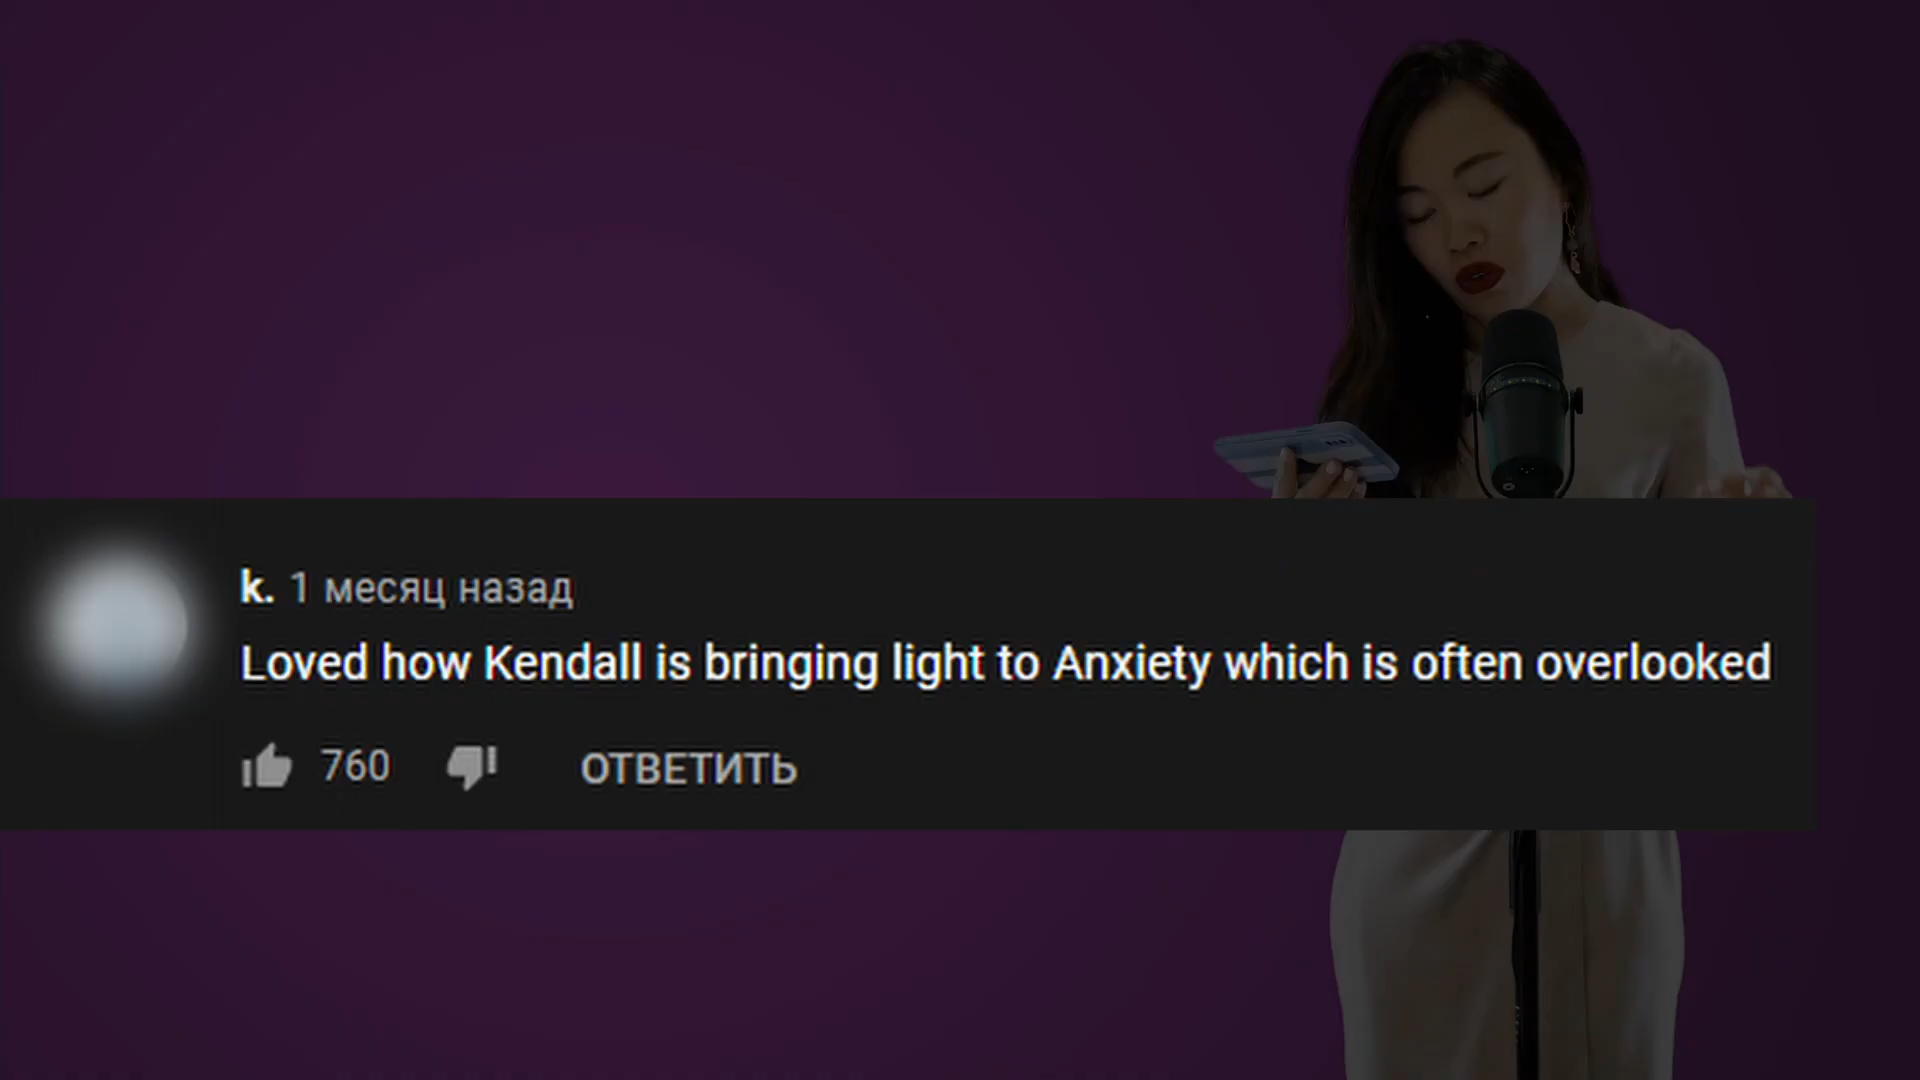 k. 1 месяц назад
Loved how Kendall is bringing light to Anxiety which is often overlooked
760 ОТВЕТИТЬ